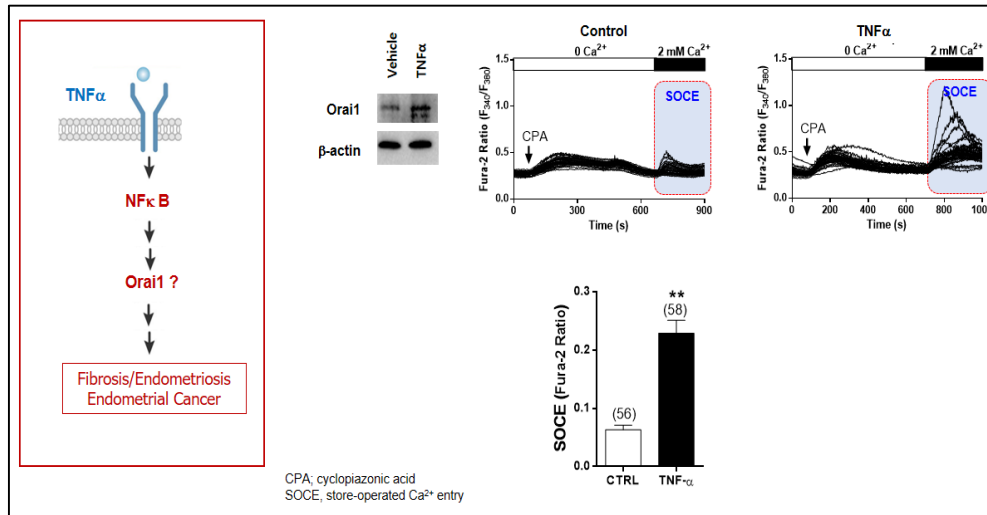 TNFα
NFκ B
Orai1 ?
Fibrosis/Endometriosis
Endometrial Cancer
Vehicle
TNFα
Orai1
β-actin
CPA; cyclopiazonic acid
SOCE, store-operated Ca²⁺ entry
Control
0 Ca²⁺ 2 mM Ca²⁺
SOCE
CPA
Fura-2 Ratio (F₃₄₀/F₃₈₀)
1.5
1.0
0.5
0.0
0 300 600 900
Time (s)
TNFα
0 Ca²⁺ 2 mM Ca²⁺
SOCE
CPA
Fura-2 Ratio (F₃₄₀/F₃₈₀)
1.5
1.0
0.5
0.0
0 200 400 600 800 100
Time (s)
SOCE (Fura-2 Ratio)
0.3
0.2
0.1
0.0
**
(58)
(56)
CTRL TNF-α